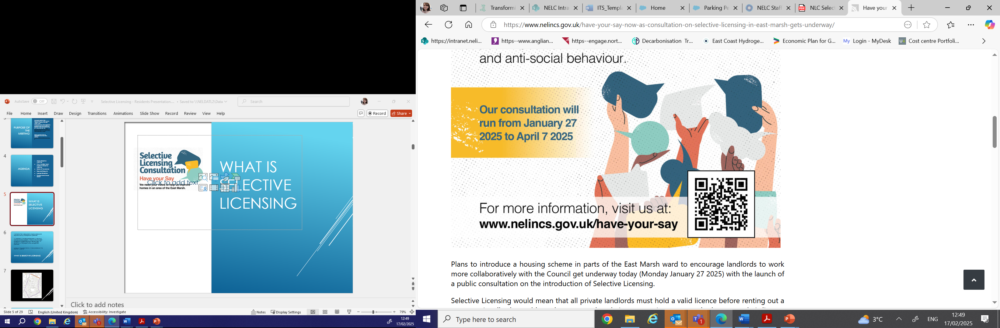 AutoSave
Off
Selective Licensing - Residents Presentation.... • Saved to \\NELDATL2\Data
Search
File
Home
Insert
Draw
Design
Transitions
Animations
Slide Show
Record
Review
View
Help
Record
Share
PURPOSE OF
THE
MEETING
4
AGENDA
5
WHAT IS
SELECTIVE
LICENSING
6
WHAT IS SELECTIVE LICENSING
7
Selective
Licensing
Consultation
Have your Say
Click to add text
We need your views to help us improve
homes in an area of the East Marsh.
WHAT IS
SELECTIVE
LICENSING
Click to add notes
Slide 5 of 29
English (United Kingdom)
Accessibility: Investigate
Notes
Display Settings
79%
12:49
17/02/2025
Transformi
NELC Intra
ITS_Templa
Home
Parking Pe
NELC Staff
NLC Select
Have your
https://www.nelincs.gov.uk/have-your-say-now-as-consultation-on-selective-licensing-in-east-marsh-gets-underway/
https://intranet.neli...
https--www.anglian...
https--engage.nort...
Decarbonisation Tr...
East Coast Hydroge...
Economic Plan for G...
My Login - MyDesk
Cost centre Portfoli...
and anti-social behaviour.
Our consultation will
run from January 27
2025 to April 7 2025
For more information, visit us at:
www.nelincs.gov.uk/have-your-say
Plans to introduce a housing scheme in parts of the East Marsh ward to encourage landlords to work
more collaboratively with the Council get underway today (Monday January 27 2025) with the launch of
a public consultation on the introduction of Selective Licensing.
Selective Licensing would mean that all private landlords must hold a valid licence before renting out a
Type here to search
3°C
ENG
12:49
17/02/2025